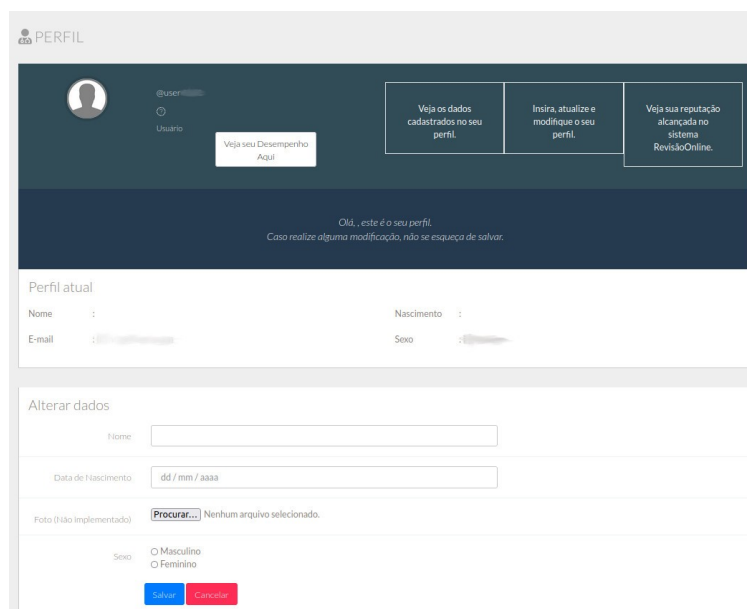 PERFIL
@user
Usuário
Veja seu Desempenho
Aqui
Veja os dados
cadastrados no seu
perfil.
Insira, atualize e
modifique o seu
perfil.
Veja sua reputação
alcançada no
sistema
RevisãoOnline.
Olá, , este é o seu perfil.
Caso realize alguma modificação, não se esqueça de salvar.
Perfil atual
Nome :
Nascimento :
E-mail :
Sexo :
Alterar dados
Nome
Data de Nascimento dd / mm / aaaa
Foto (Não Implementado) Procurar... Nenhum arquivo selecionado.
Sexo Masculino
Feminino
Salvar Cancelar